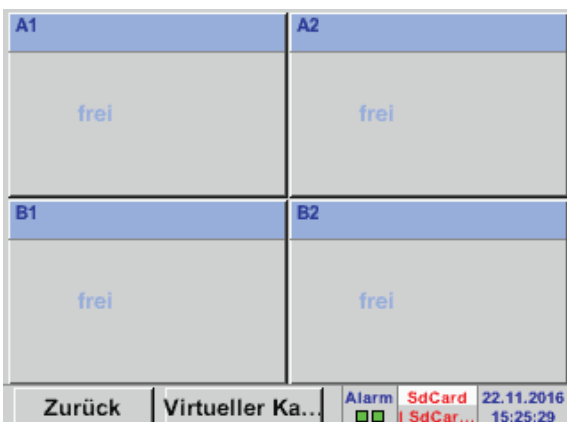 A1
A2
frei
frei
B1
B2
frei
frei
Zurück
Virtueller Ka...
Alarm
SdCard
! SdCar...
22.11.2016
15:25:29